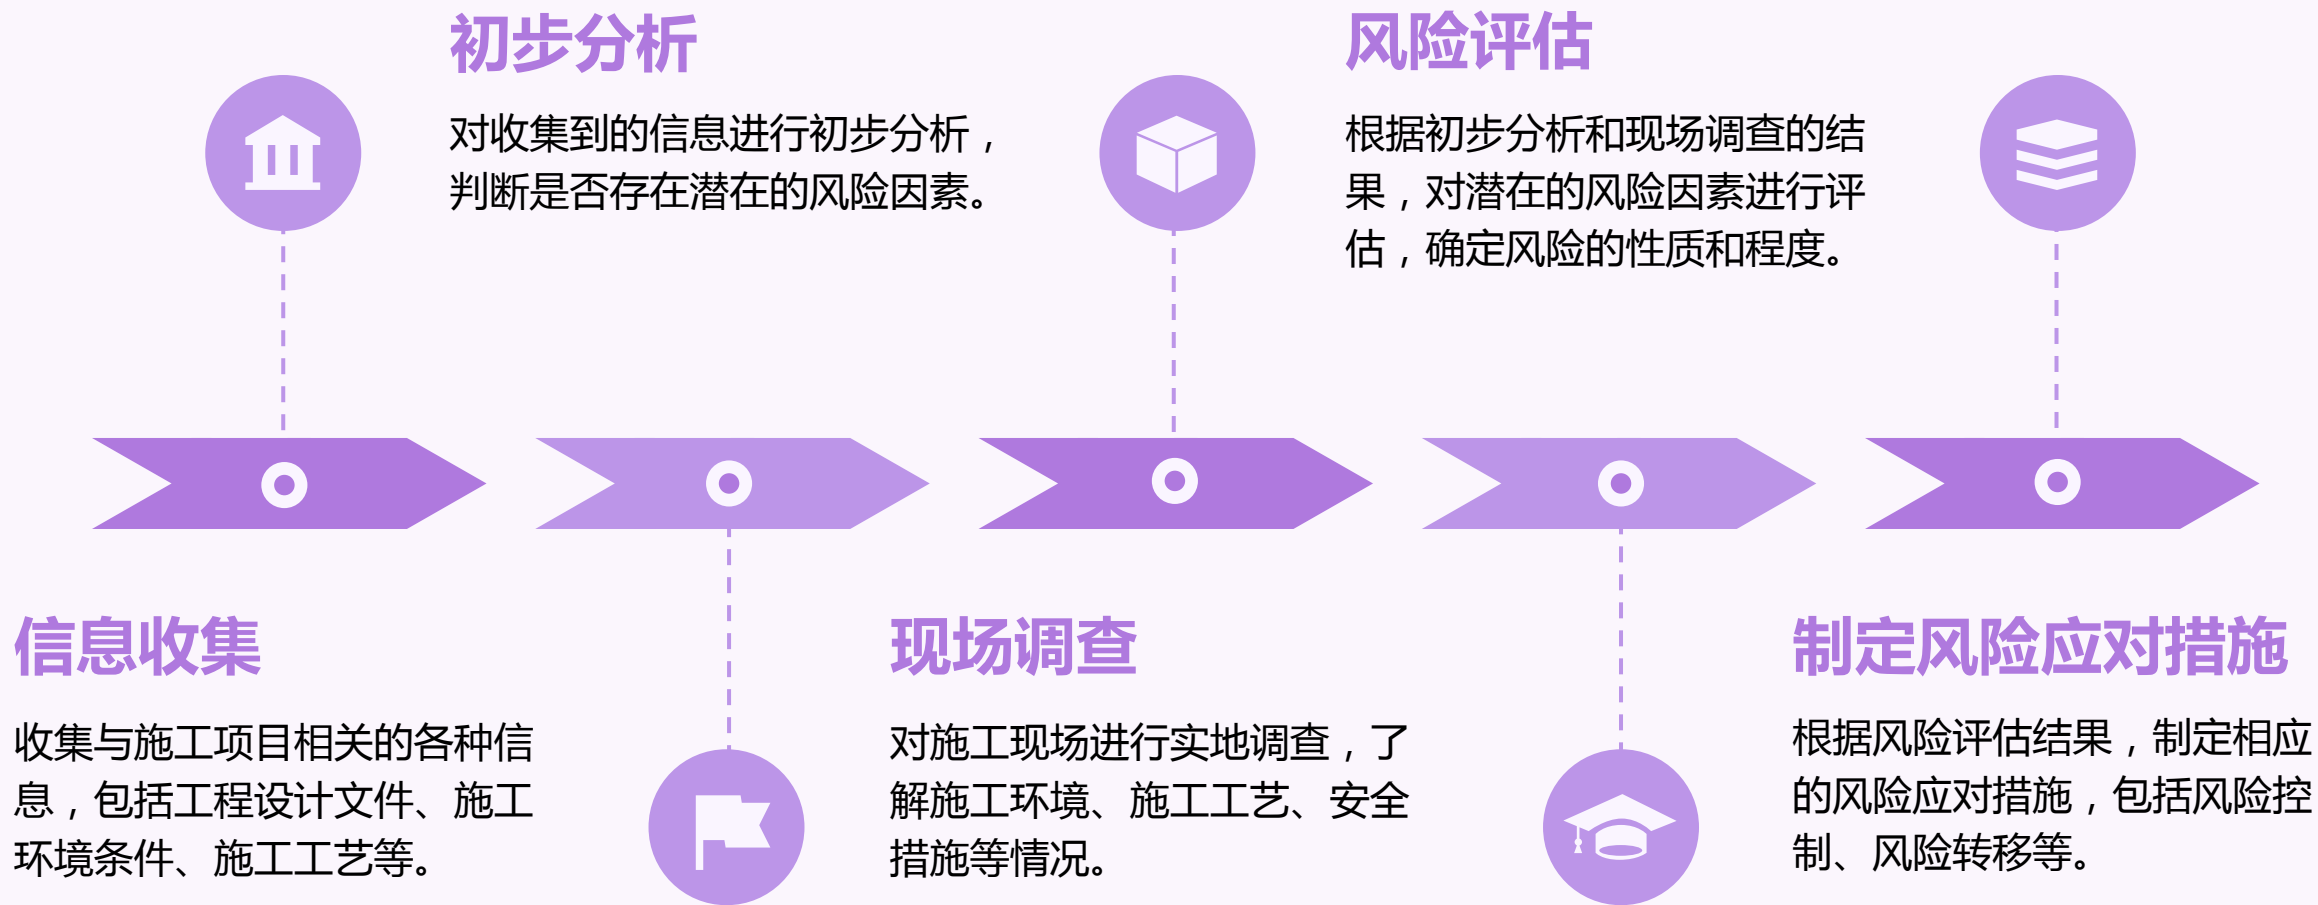 初步分析
对收集到的信息进行初步分析，
判断是否存在潜在的风险因素。
风险评估
根据初步分析和现场调查的结
果，对潜在的风险因素进行评
估，确定风险的性质和程度。
信息收集
收集与施工项目相关的各种信
息，包括工程设计文件、施工
环境条件、施工工艺等。
现场调查
对施工现场进行实地调查，了
解施工环境、施工工艺、安全
措施等情况。
制定风险应对措施
根据风险评估结果，制定相应
的风险应对措施，包括风险控
制、风险转移等。